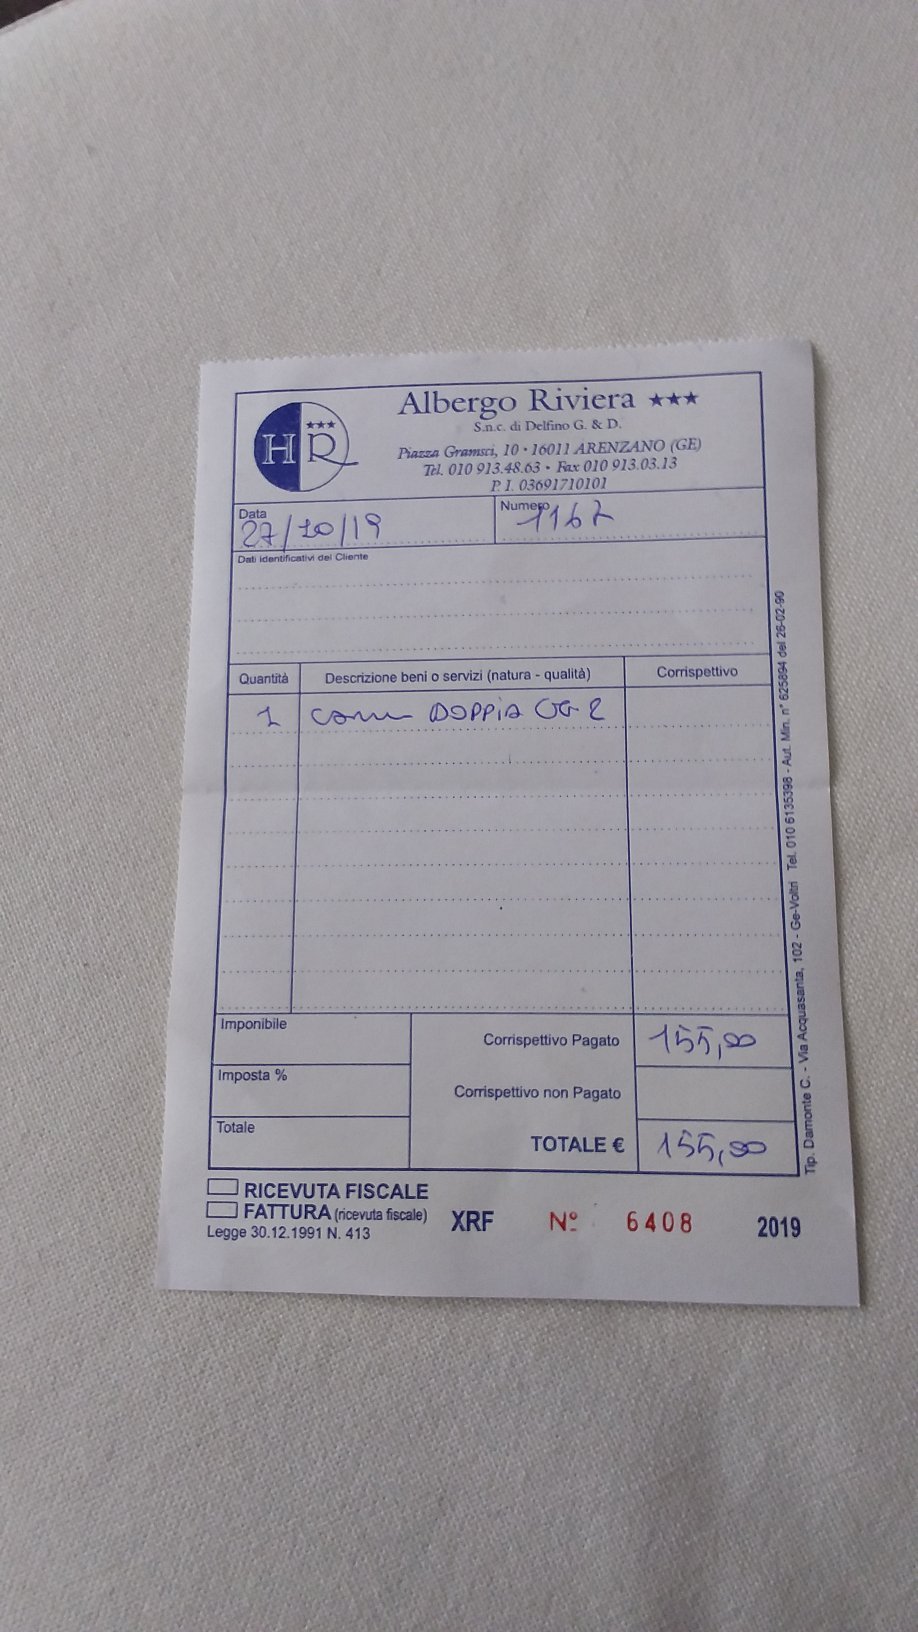 Albergo Riviera ★★★
S.n.c. di Delfino G. & D.
Piazza Gramsci, 10 • 16011 ARENZANO (GE)
Tel. 010 913.48.63 • Fax 010 913.03.13
P. I. 03691710101
HR
Data
27/10/19
Numero
1167
Dati identificativi del Cliente
Quantità Descrizione beni o servizi (natura - qualità) Corrispettivo
1 cam DOPPIA GG 2
Imponibile
Corrispettivo Pagato 155,00
Imposta %
Corrispettivo non Pagato
Totale
TOTALE € 155,00
RICEVUTA FISCALE
FATTURA (ricevuta fiscale)
Legge 30.12.1991 N. 413
XRF Nº 6408 2019
Tip. Damonte C. - Via Acquasanta, 102 - Ge-Voltri Tel. 010 6135398 - Aut. Min. n° 625894 del 26-02-90